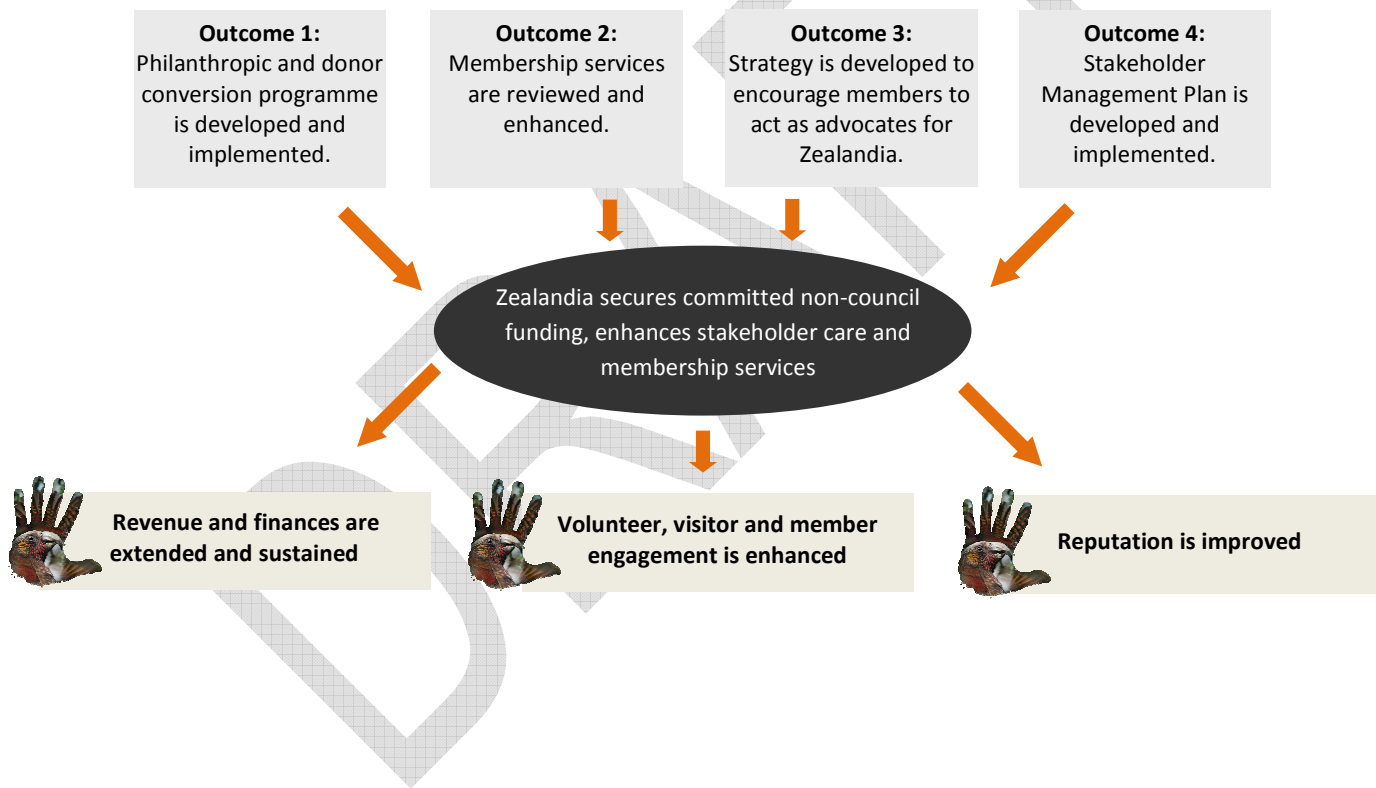 Outcome 1:
Philanthropic and donor
conversion programme
is developed and
implemented.
Outcome 2:
Membership services
are reviewed and
enhanced.
Outcome 3:
Strategy is developed to
encourage members to
act as advocates for
Zealandia.
Outcome 4:
Stakeholder
Management Plan is
developed and
implemented.
Zealandia secures committed non-council
funding, enhances stakeholder care and
membership services
Revenue and finances are
extended and sustained
Volunteer, visitor and member
engagement is enhanced
Reputation is improved
DRAFT